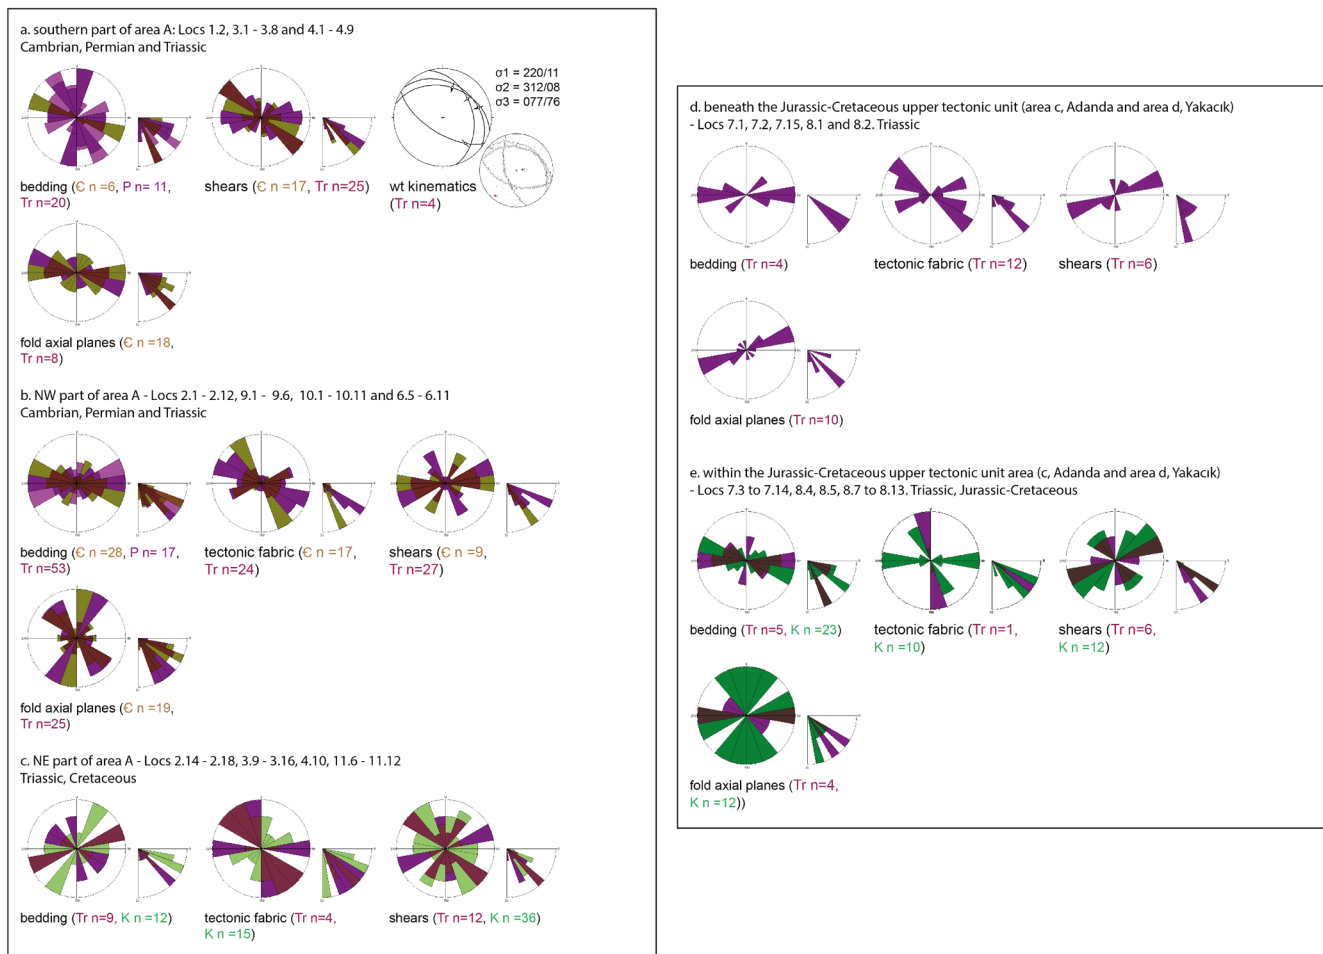 a. southern part of area A: Locs 1.2, 3.1 - 3.8 and 4.1 - 4.9
Cambrian, Permian and Triassic
σ1 = 220/11
σ2 = 312/08
σ3 = 077/76
bedding (Є n =6, P n= 11,
Tr n=20)
shears (Є n =17, Tr n=25)
wt kinematics
(Tr n=4)
fold axial planes (Є n =18,
Tr n=8)
b. NW part of area A - Locs 2.1 - 2.12, 9.1 - 9.6, 10.1 - 10.11 and 6.5 - 6.11
Cambrian, Permian and Triassic
bedding (Є n =28, P n= 17,
Tr n=53)
tectonic fabric (Є n =17,
Tr n=24)
shears (Є n =9,
Tr n=27)
fold axial planes (Є n =19,
Tr n=25)
c. NE part of area A - Locs 2.14 - 2.18, 3.9 - 3.16, 4.10, 11.6 - 11.12
Triassic, Cretaceous
bedding (Tr n=9, K n =12)
tectonic fabric (Tr n=4,
K n =15)
shears (Tr n=12, K n =36)
d. beneath the Jurassic-Cretaceous upper tectonic unit (area c, Adanda and area d, Yakacık)
- Locs 7.1, 7.2, 7.15, 8.1 and 8.2. Triassic
bedding (Tr n=4)
tectonic fabric (Tr n=12)
shears (Tr n=6)
fold axial planes (Tr n=10)
e. within the Jurassic-Cretaceous upper tectonic unit area (c, Adanda and area d, Yakacık)
- Locs 7.3 to 7.14, 8.4, 8.5, 8.7 to 8.13. Triassic, Jurassic-Cretaceous
bedding (Tr n=5, K n =23)
tectonic fabric (Tr n=1,
K n =10)
shears (Tr n=6,
K n =12)
fold axial planes (Tr n=4,
K n =12))